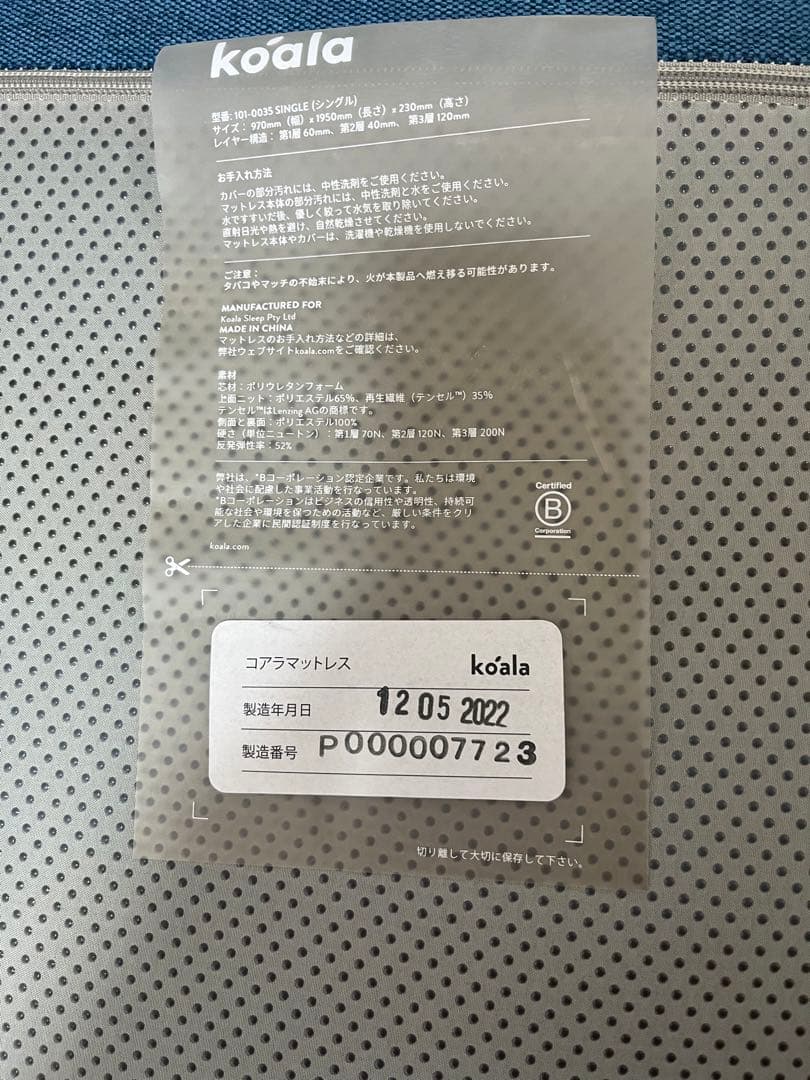 koala
型番: 101-0035 SINGLE (シングル)
サイズ： 970mm（幅）x 1950mm（長さ）x 230mm（高さ）
レイヤー構造： 第1層 60mm、第2層 40mm、 第3層 120mm
お手入れ方法
カバーの部分汚れには、中性洗剤をご使用ください。
マットレス本体の部分汚れには、中性洗剤と水をご使用ください。
水ですすいだ後、優しく絞って水気を取り除いてください。
直射日光や熱を避け、自然乾燥させてください。
マットレス本体やカバーは、洗濯機や乾燥機を使用しないでください。
ご注意：
タバコやマッチの不始末により、火が本製品へ燃え移る可能性があります。
MANUFACTURED FOR
Koala Sleep Pty Ltd
MADE IN CHINA
マットレスのお手入れ方法などの詳細は、
弊社ウェブサイトkoala.comをご確認ください。
素材
芯材：ポリウレタンフォーム
上面ニット：ポリエステル65%、再生繊維（テンセル™）35%
テンセル™はLenzing AGの商標です。
側面と裏面：ポリエステル100%
硬さ（単位ニュートン）：第1層 70N、第2層 120N、第3層 200N
反発弾性率：52%
弊社は、*Bコーポレーション認定企業です。私たちは環境
や社会に配慮した事業活動を行なっています。
*Bコーポレーションはビジネスの信用性や透明性、持続可
能な社会や環境を保つための活動など、厳しい条件をクリ
アした企業に民間認証制度を行なっています。
Certified
B
Corporation
koala.com
コアラマットレス koala
製造年月日 12 05 2022
製造番号 P000007723
切り離して大切に保存して下さい。